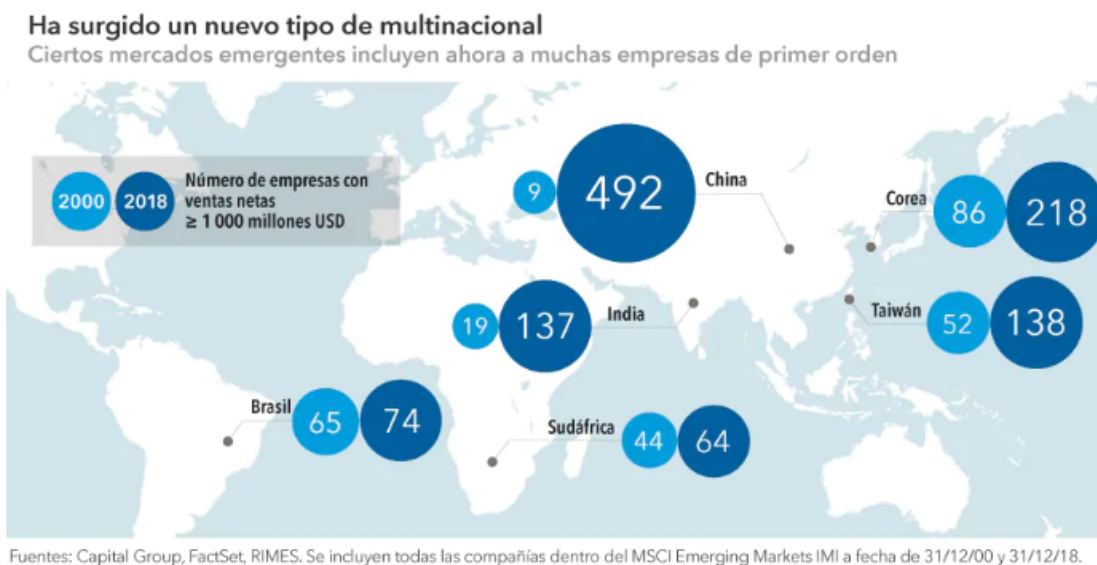 Ha surgido un nuevo tipo de multinacional
Ciertos mercados emergentes incluyen ahora a muchas empresas de primer orden
2000
2018
Número de empresas con
ventas netas
≥ 1 000 millones USD
9
492
China
Corea
86
218
19
137
India
Taiwán
52
138
Brasil
65
74
Sudáfrica
44
64
Fuentes: Capital Group, FactSet, RIMES. Se incluyen todas las compañías dentro del MSCI Emerging Markets IMI a fecha de 31/12/00 y 31/12/18.